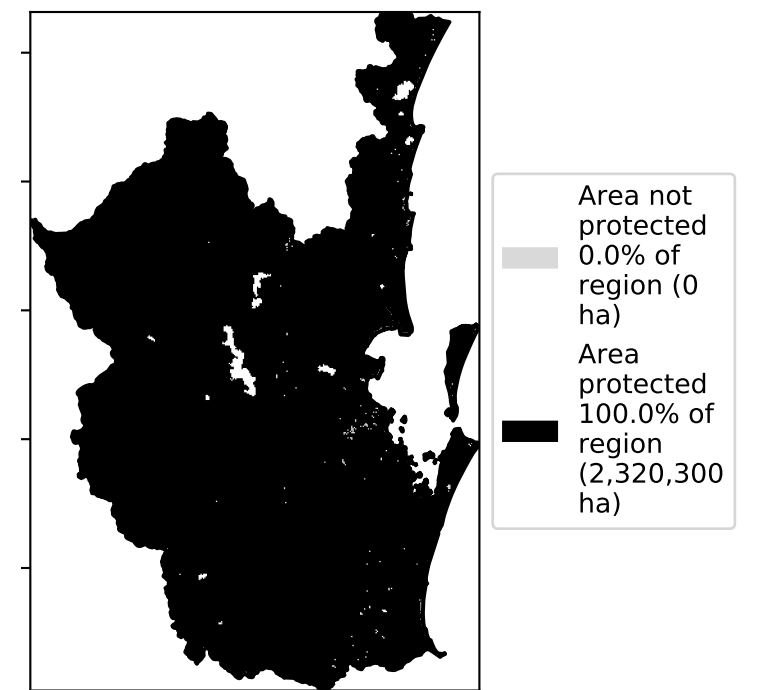 Area not
protected
0.0% of
region (0
ha)
Area
protected
100.0% of
region
(2,320,300
ha)